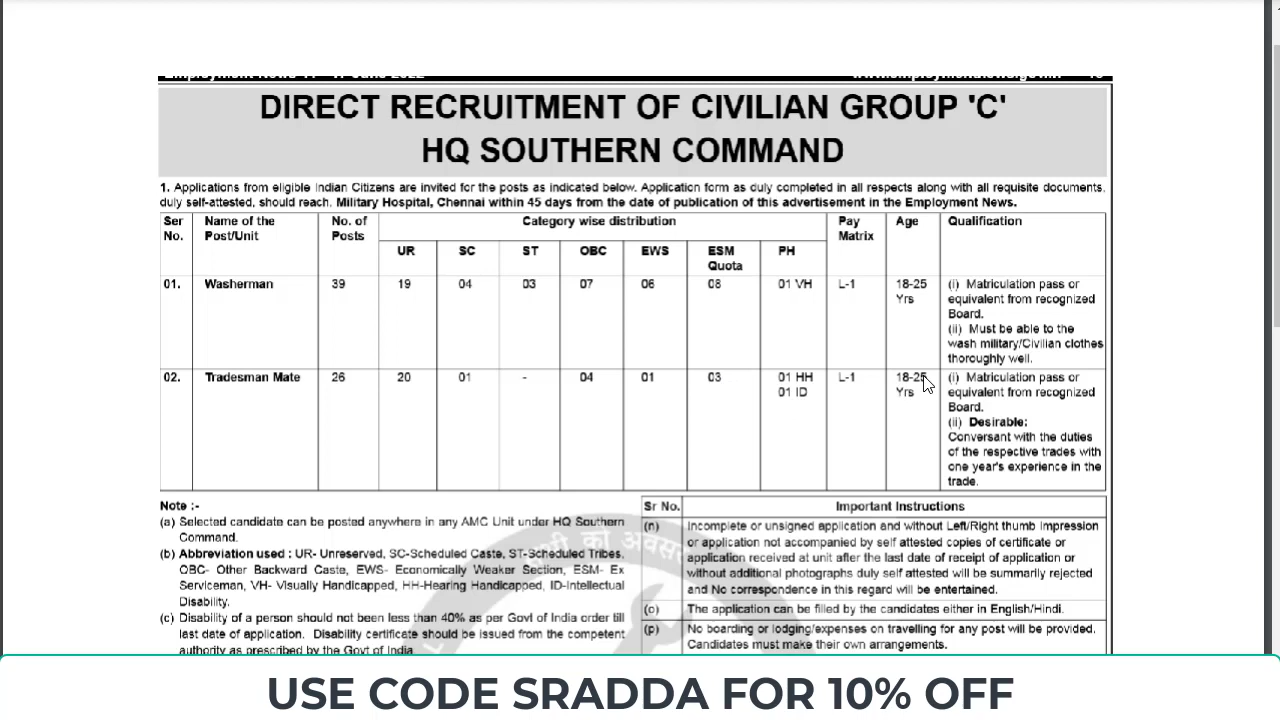 DIRECT RECRUITMENT OF CIVILIAN GROUP 'C'
HQ SOUTHERN COMMAND
1. Applications from eligible Indian Citizens are invited for the posts as indicated below. Application form as duly completed in all respects along with all requisite documents,
duly self-attested, should reach. Military Hospital, Chennai within 45 days from the date of publication of this advertisement in the Employment News.
Ser No. Name of the Post/Unit No. of Posts Category wise distribution Pay Matrix Age Qualification
UR SC ST OBC EWS ESM Quota PH
01. Washerman 39 19 04 03 07 06 08 01 VH L-1 18-25 Yrs (i) Matriculation pass or
equivalent from recognized
Board.
(ii) Must be able to the
wash military/Civilian clothes
thoroughly well.
02. Tradesman Mate 26 20 01 - 04 01 03 01 HH 01 ID L-1 18-25 Yrs (i) Matriculation pass or
equivalent from recognized
Board.
(ii) Desirable:
Conversant with the duties
of the respective trades with
one year's experience in the
trade.
Note :-
(a) Selected candidate can be posted anywhere in any AMC Unit under HQ Southern
Command.
(b) Abbreviation used : UR- Unreserved, SC-Scheduled Caste, ST-Scheduled Tribes,
OBC- Other Backward Caste, EWS- Economically Weaker Section, ESM- Ex
Serviceman, VH- Visually Handicapped, HH-Hearing Handicapped, ID-Intellectual
Disability.
(c) Disability of a person should not been less than 40% as per Govt of India order till
last date of application. Disability certificate should be issued from the competent
authority as prescribed by the Govt of India
Sr No. Important Instructions
(n) Incomplete or unsigned application and without Left/Right thumb Impression
or application not accompanied by self attested copies of certificate or
application received at unit after the last date of receipt of application or
without additional photographs duly self attested will be summarily rejected
and No correspondence in this regard will be entertained.
(o) The application can be filled by the candidates either in English/Hindi.
(p) No boarding or lodging/expenses on travelling for any post will be provided.
Candidates must make their own arrangements.
USE CODE SRADDA FOR 10% OFF